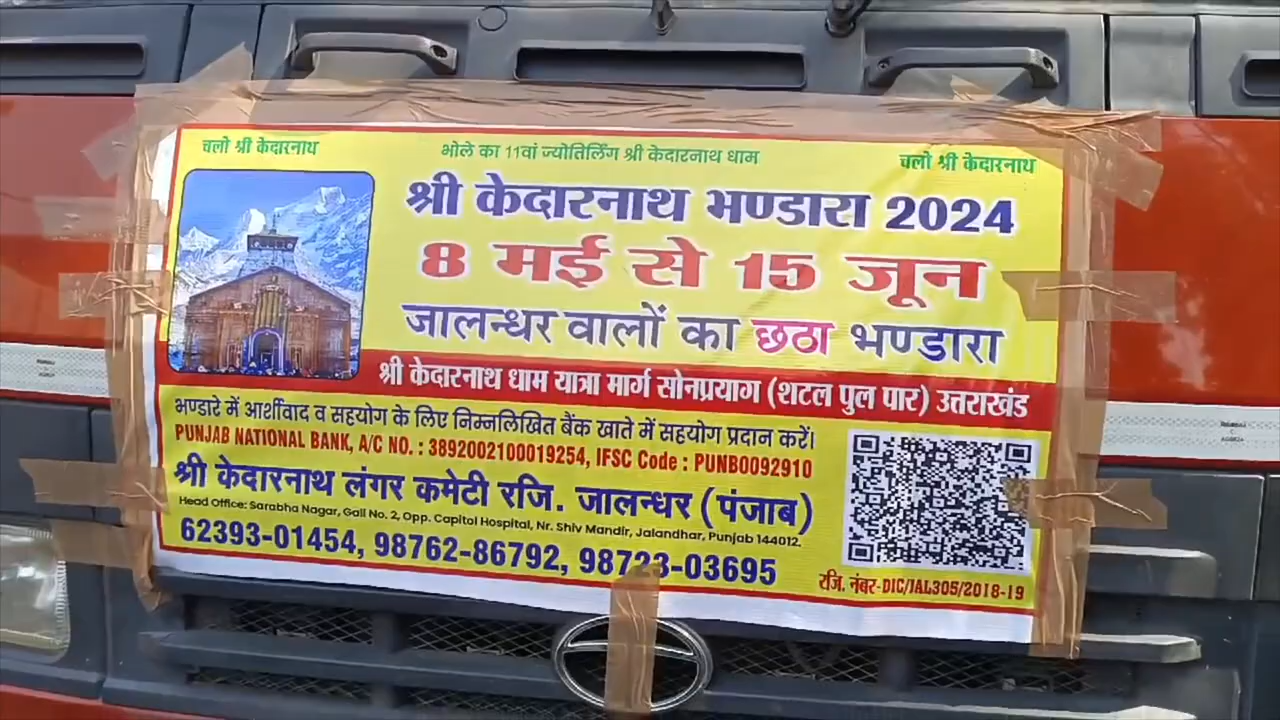 चलो श्री केदारनाथ
भोले का 11वां ज्योतिर्लिंग श्री केदारनाथ धाम
चलो श्री केदारनाथ
श्री केदारनाथ भण्डारा 2024
8 मई से 15 जून
जालन्धर वालों का छठा भण्डारा
श्री केदारनाथ धाम यात्रा मार्ग सोनप्रयाग (शटल पुल पार) उत्तराखंड
भण्डारे में आर्शीवाद व सहयोग के लिए निम्नलिखित बैंक खाते में सहयोग प्रदान करें।
PUNJAB NATIONAL BANK, A/C NO. : 3892002100019254, IFSC Code : PUNB0092910
श्री केदारनाथ लंगर कमेटी रजि. जालन्धर (पंजाब)
Head Office: Sarabha Nagar, Gali No. 2, Opp. Capitol Hospital, Nr. Shiv Mandir, Jalandhar, Punjab 144012.
62393-01454, 98762-86792, 98723-03695
रजि. नंबर-DIC/JAL305/2018-19